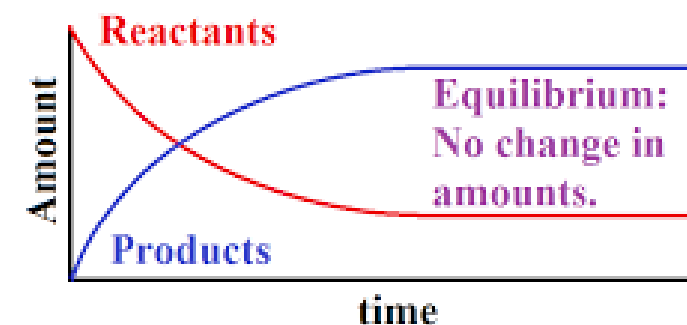 Reactants
Amount
Equilibrium:
No change in
amounts.
Products
time